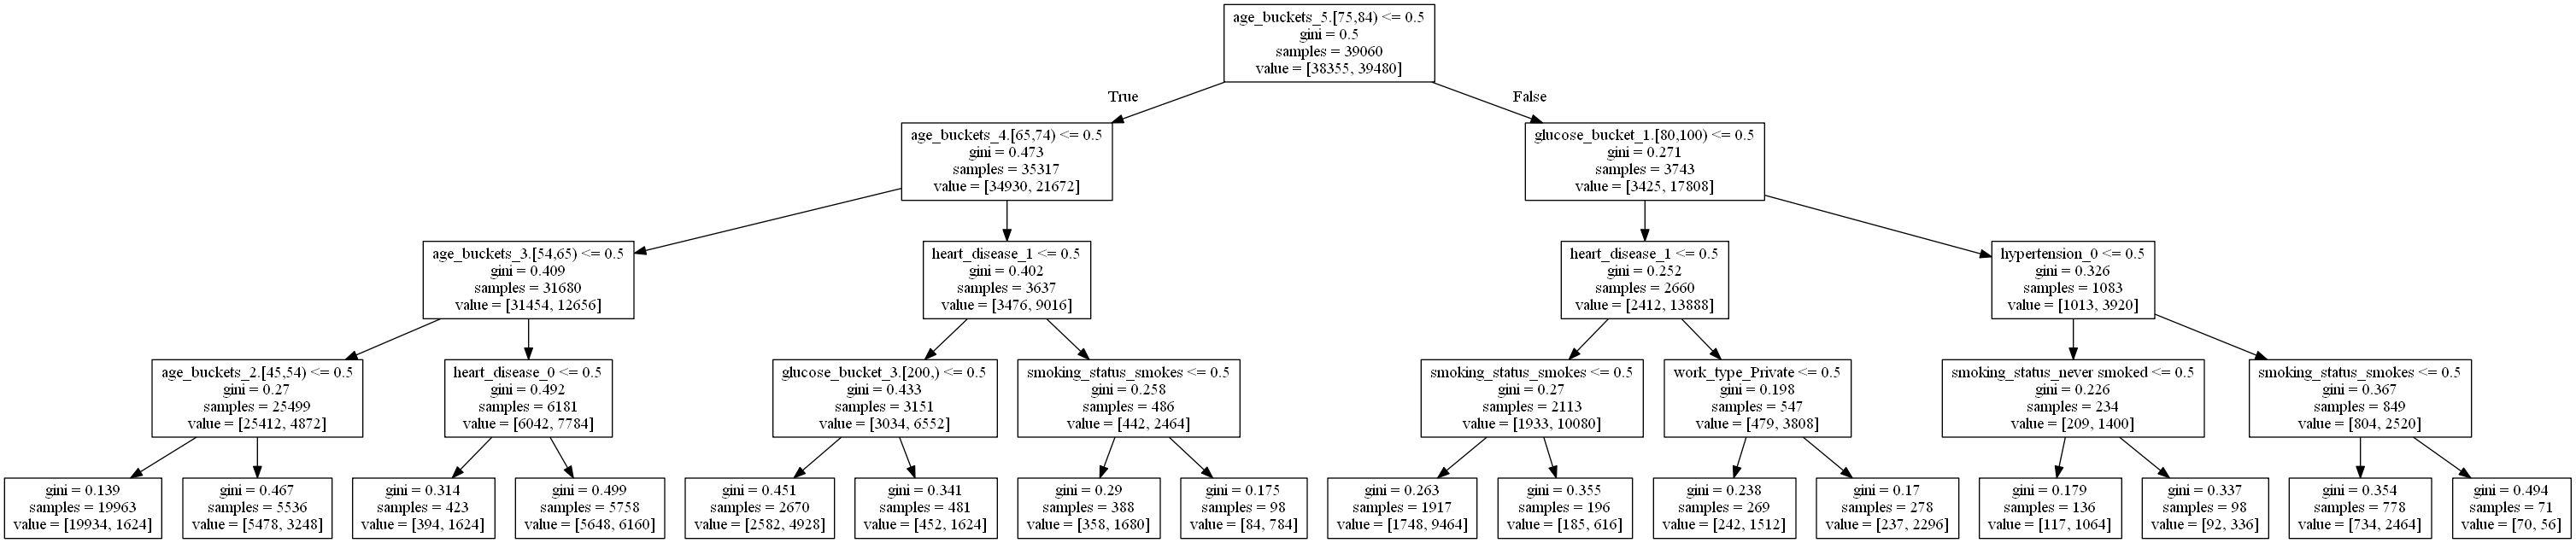 age_buckets_5.[75,84) <= 0.5
gini = 0.5
samples = 39060
value = [38355, 39480]
True
False
age_buckets_4.[65,74) <= 0.5
gini = 0.473
samples = 35317
value = [34930, 21672]
glucose_bucket_1.[80,100) <= 0.5
gini = 0.271
samples = 3743
value = [3425, 17808]
age_buckets_3.[54,65) <= 0.5
gini = 0.409
samples = 31680
value = [31454, 12656]
heart_disease_1 <= 0.5
gini = 0.402
samples = 3637
value = [3476, 9016]
heart_disease_1 <= 0.5
gini = 0.252
samples = 2660
value = [2412, 13888]
hypertension_0 <= 0.5
gini = 0.326
samples = 1083
value = [1013, 3920]
age_buckets_2.[45,54) <= 0.5
gini = 0.27
samples = 25499
value = [25412, 4872]
heart_disease_0 <= 0.5
gini = 0.492
samples = 6181
value = [6042, 7784]
glucose_bucket_3.[200,) <= 0.5
gini = 0.433
samples = 3151
value = [3034, 6552]
smoking_status_smokes <= 0.5
gini = 0.258
samples = 486
value = [442, 2464]
smoking_status_smokes <= 0.5
gini = 0.27
samples = 2113
value = [1933, 10080]
work_type_Private <= 0.5
gini = 0.198
samples = 547
value = [479, 3808]
smoking_status_never smoked <= 0.5
gini = 0.226
samples = 234
value = [209, 1400]
smoking_status_smokes <= 0.5
gini = 0.367
samples = 849
value = [804, 2520]
gini = 0.139
samples = 19963
value = [19934, 1624]
gini = 0.467
samples = 5536
value = [5478, 3248]
gini = 0.314
samples = 423
value = [394, 1624]
gini = 0.499
samples = 5758
value = [5648, 6160]
gini = 0.451
samples = 2670
value = [2582, 4928]
gini = 0.341
samples = 481
value = [452, 1624]
gini = 0.29
samples = 388
value = [358, 1680]
gini = 0.175
samples = 98
value = [84, 784]
gini = 0.263
samples = 1917
value = [1748, 9464]
gini = 0.355
samples = 196
value = [185, 616]
gini = 0.238
samples = 269
value = [242, 1512]
gini = 0.17
samples = 278
value = [237, 2296]
gini = 0.179
samples = 136
value = [117, 1064]
gini = 0.337
samples = 98
value = [92, 336]
gini = 0.354
samples = 778
value = [734, 2464]
gini = 0.494
samples = 71
value = [70, 56]